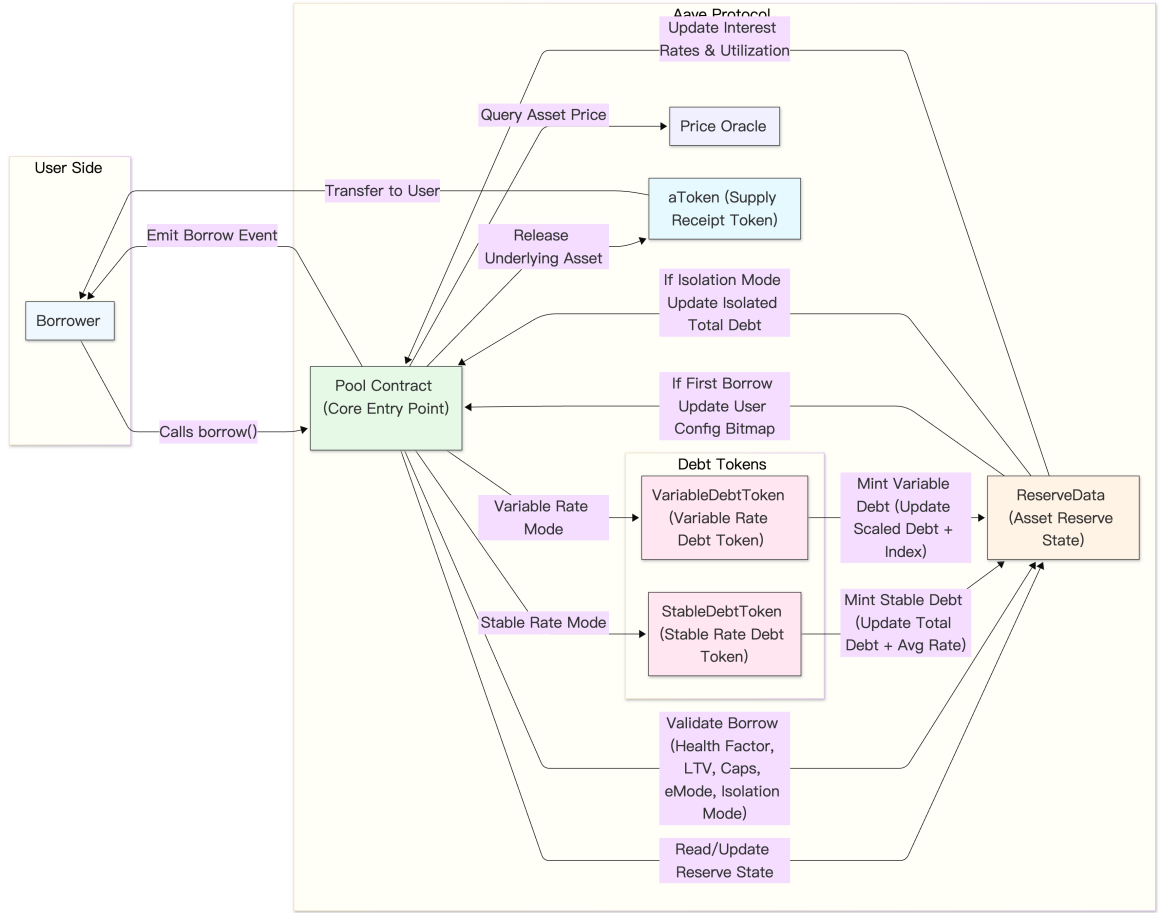 Aave Protocol
Update Interest
Rates & Utilization
Query Asset Price
Price Oracle
User Side
Transfer to User
aToken (Supply
Receipt Token)
Emit Borrow Event
Release
Underlying Asset
If Isolation Mode
Update Isolated
Total Debt
Borrower
Pool Contract
(Core Entry Point)
If First Borrow
Update User
Config Bitmap
Calls borrow()
Debt Tokens
VariableDebtToken
(Variable Rate
Debt Token)
Mint Variable
Debt (Update
Scaled Debt +
Index)
ReserveData
(Asset Reserve
State)
Variable Rate
Mode
StableDebtToken
(Stable Rate Debt
Token)
Mint Stable Debt
(Update Total
Debt + Avg Rate)
Stable Rate Mode
Validate Borrow
(Health Factor,
LTV, Caps,
eMode, Isolation
Mode)
Read/Update
Reserve State